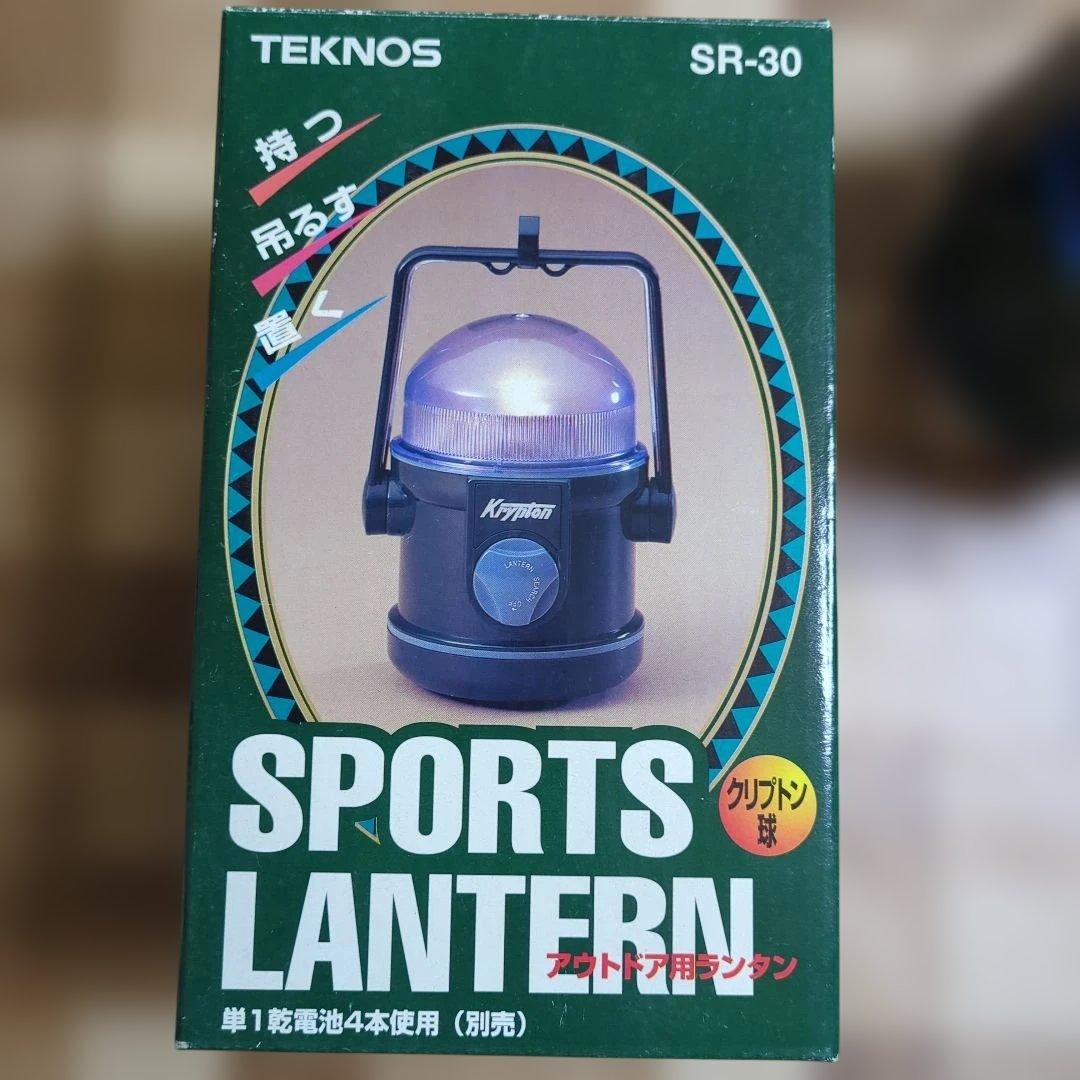 TEKNOS
SR-30
持つ
吊るす
置く
Krypton
LANTERN
SEARCH
OFF
SPORTS
クリプトン
球
LANTERN
アウトドア用ランタン
単1乾電池4本使用（別売）